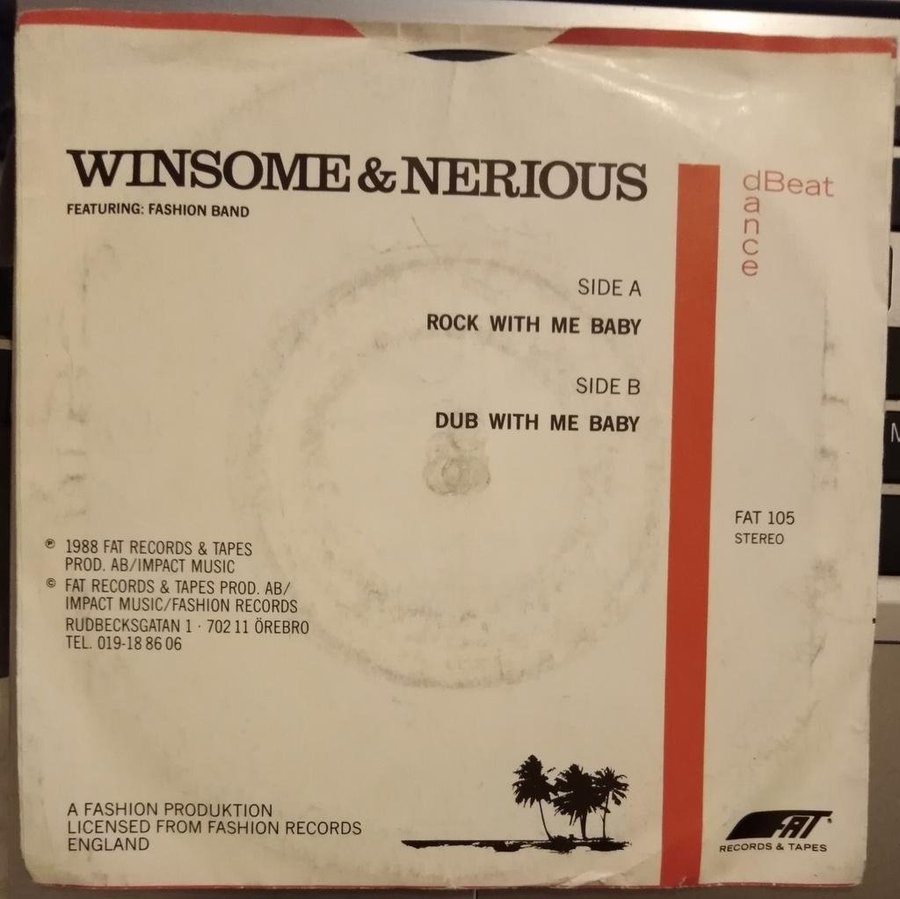 WINSOME & NERIOUS
FEATURING: FASHION BAND
dBeat
a
n
c
e
SIDE A
ROCK WITH ME BABY
SIDE B
DUB WITH ME BABY
FAT 105
STEREO
℗ 1988 FAT RECORDS & TAPES
PROD. AB/IMPACT MUSIC
© FAT RECORDS & TAPES PROD. AB/
IMPACT MUSIC/FASHION RECORDS
RUDBECKSGATAN 1 · 702 11 ÖREBRO
TEL. 019-18 86 06
A FASHION PRODUKTION
LICENSED FROM FASHION RECORDS
ENGLAND
FAT
RECORDS & TAPES
M